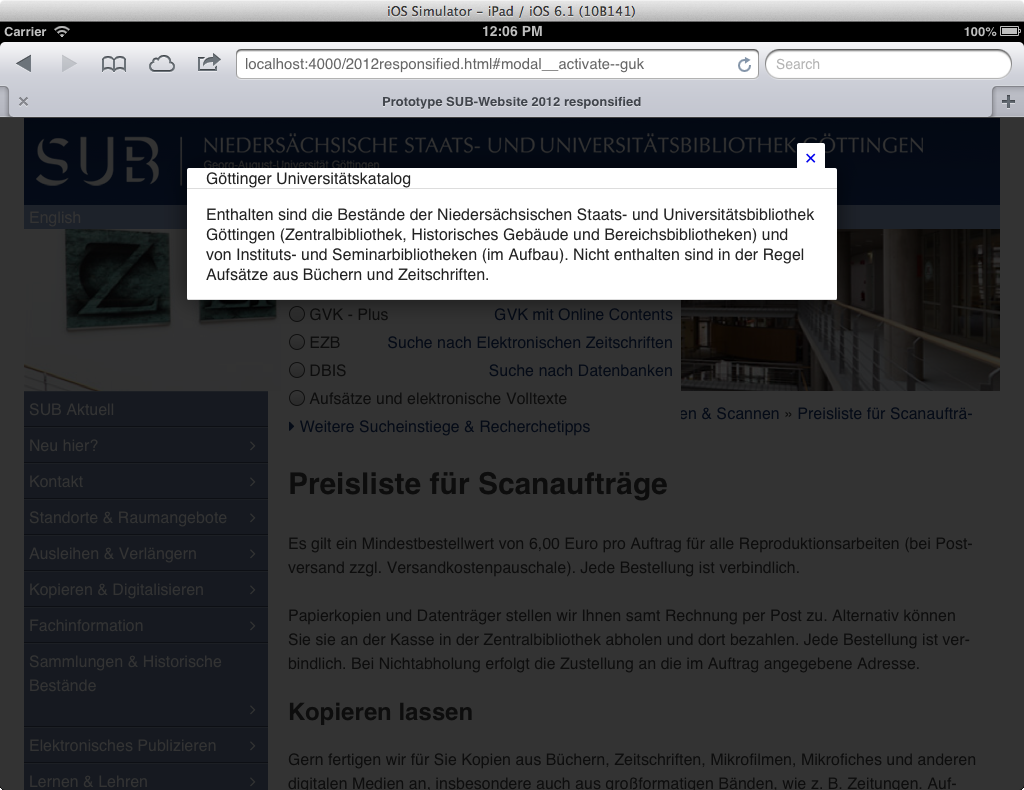 iOS Simulator – iPad / iOS 6.1 (10B141)
Carrier 12:06 PM 100%
localhost:4000/2012responsified.html#modal__activate--guk
Search
Prototype SUB-Website 2012 responsified
SUB
NIEDERSÄCHSISCHE STAATS- UND UNIVERSITÄTSBIBLIOTHEK GÖTTINGEN
Georg-August-Universität Göttingen
English
×
Göttinger Universitätskatalog
Enthalten sind die Bestände der Niedersächsischen Staats- und Universitätsbibliothek
Göttingen (Zentralbibliothek, Historisches Gebäude und Bereichsbibliotheken) und
von Instituts- und Seminarbibliotheken (im Aufbau). Nicht enthalten sind in der Regel
Aufsätze aus Büchern und Zeitschriften.
GVK - Plus GVK mit Online Contents
EZB Suche nach Elektronischen Zeitschriften
DBIS Suche nach Datenbanken
Aufsätze und elektronische Volltexte
Weitere Sucheinstiege & Recherchetipps
en & Scannen » Preisliste für Scanaufträ-
SUB Aktuell
Neu hier?
Kontakt
Standorte & Raumangebote
Ausleihen & Verlängern
Kopieren & Digitalisieren
Fachinformation
Sammlungen & Historische
Bestände
Elektronisches Publizieren
Lernen & Lehren
Preisliste für Scanaufträge
Es gilt ein Mindestbestellwert von 6,00 Euro pro Auftrag für alle Reproduktionsarbeiten (bei Post-
versand zzgl. Versandkostenpauschale). Jede Bestellung ist verbindlich.
Papierkopien und Datenträger stellen wir Ihnen samt Rechnung per Post zu. Alternativ können
Sie sie an der Kasse in der Zentralbibliothek abholen und dort bezahlen. Jede Bestellung ist ver-
bindlich. Bei Nichtabholung erfolgt die Zustellung an die im Auftrag angegebene Adresse.
Kopieren lassen
Gern fertigen wir für Sie Kopien aus Büchern, Zeitschriften, Mikrofilmen, Mikrofiches und anderen
digitalen Medien an, insbesondere auch aus großformatigen Bänden, wie z. B. Zeitungen. Auf-